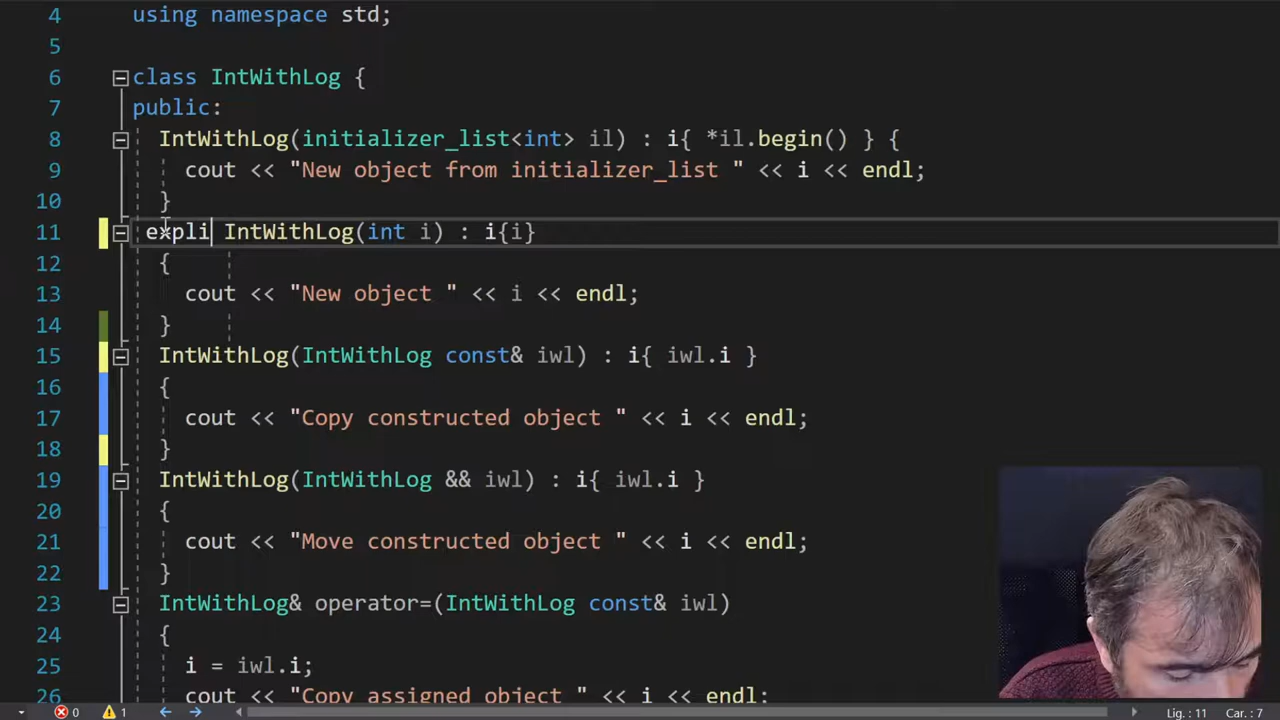 4 using namespace std;
5
6 class IntWithLog {
7 public:
8 IntWithLog(initializer_list<int> il) : i{ *il.begin() } {
9 cout << "New object from initializer_list " << i << endl;
10 }
11 expli IntWithLog(int i) : i{i}
12 {
13 cout << "New object " << i << endl;
14 }
15 IntWithLog(IntWithLog const& iwl) : i{ iwl.i }
16 {
17 cout << "Copy constructed object " << i << endl;
18 }
19 IntWithLog(IntWithLog && iwl) : i{ iwl.i }
20 {
21 cout << "Move constructed object " << i << endl;
22 }
23 IntWithLog& operator=(IntWithLog const& iwl)
24 {
25 i = iwl.i;
26 cout << "Copy assigned object " << i << endl;
0 1 Lig. : 11 Car. : 7